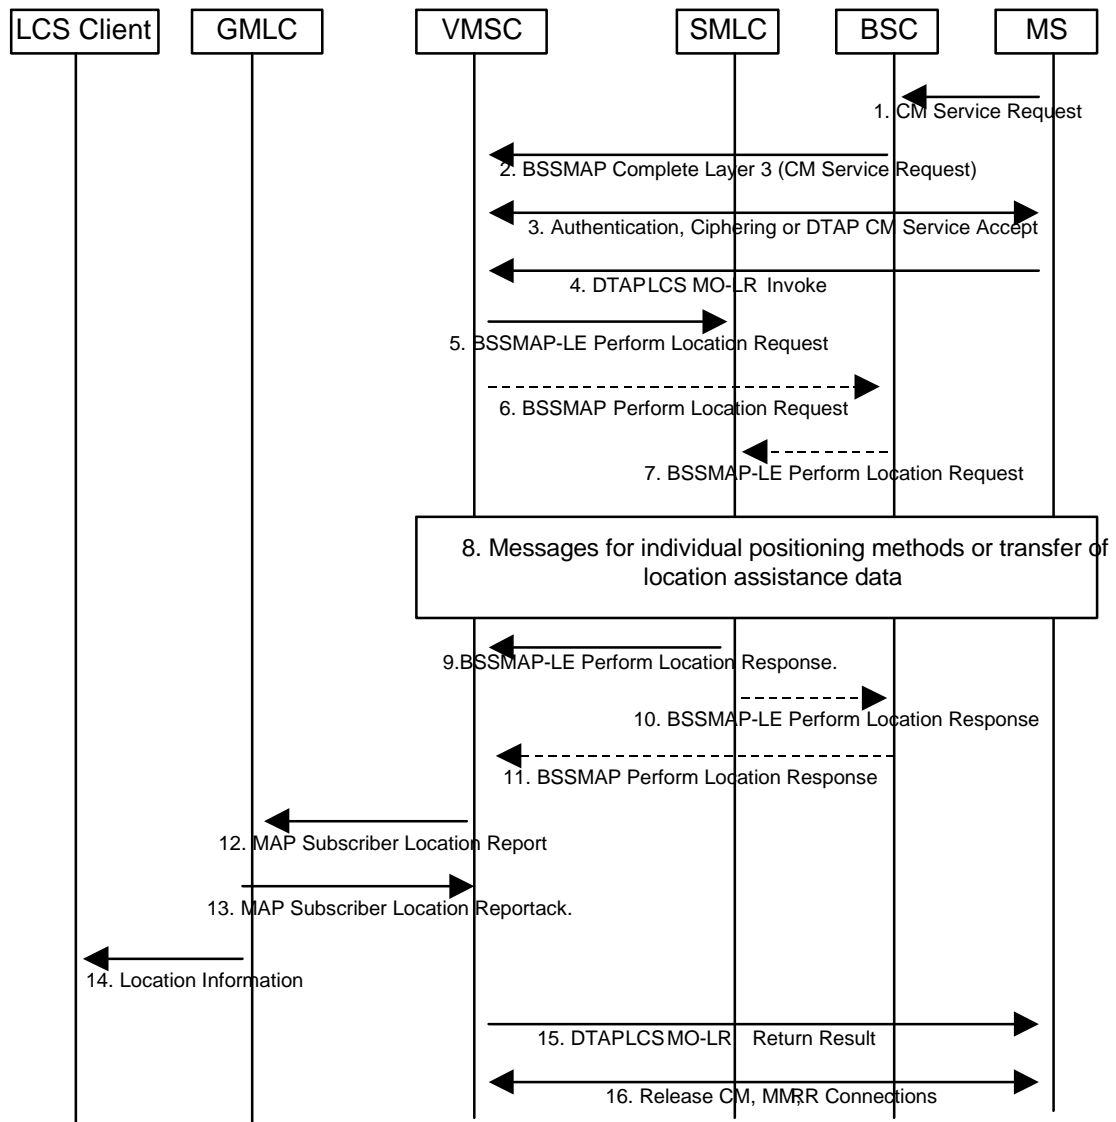 LCS Client GMLC VMSC SMLC BSC MS
1. CM Service Request
2. BSSMAP Complete Layer 3 (CM Service Request)
3. Authentication, Ciphering or DTAP CM Service Accept
4. DTAPLCS MO-LR Invoke
5. BSSMAP-LE Perform Location Request
6. BSSMAP Perform Location Request
7. BSSMAP-LE Perform Location Request
8. Messages for individual positioning methods or transfer of
location assistance data
9.BSSMAP-LE Perform Location Response.
10. BSSMAP-LE Perform Location Response
11. BSSMAP Perform Location Response
12. MAP Subscriber Location Report
13. MAP Subscriber Location Reportack.
14. Location Information
15. DTAPLCSMO-LR Return Result
16. Release CM, MM,RR Connections